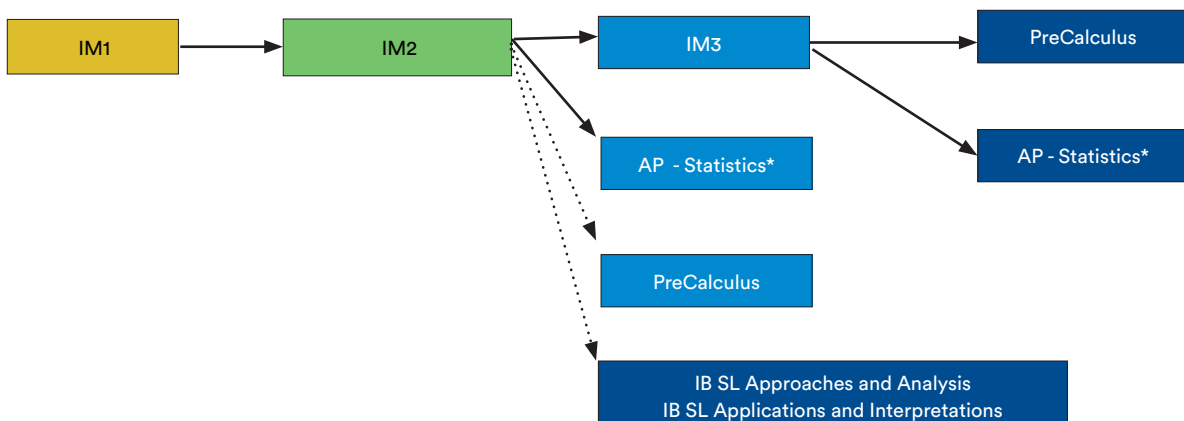 IM1
IM2
IM3
PreCalculus
AP - Statistics*
AP - Statistics*
PreCalculus
IB SL Approaches and Analysis
IB SL Applications and Interpretations